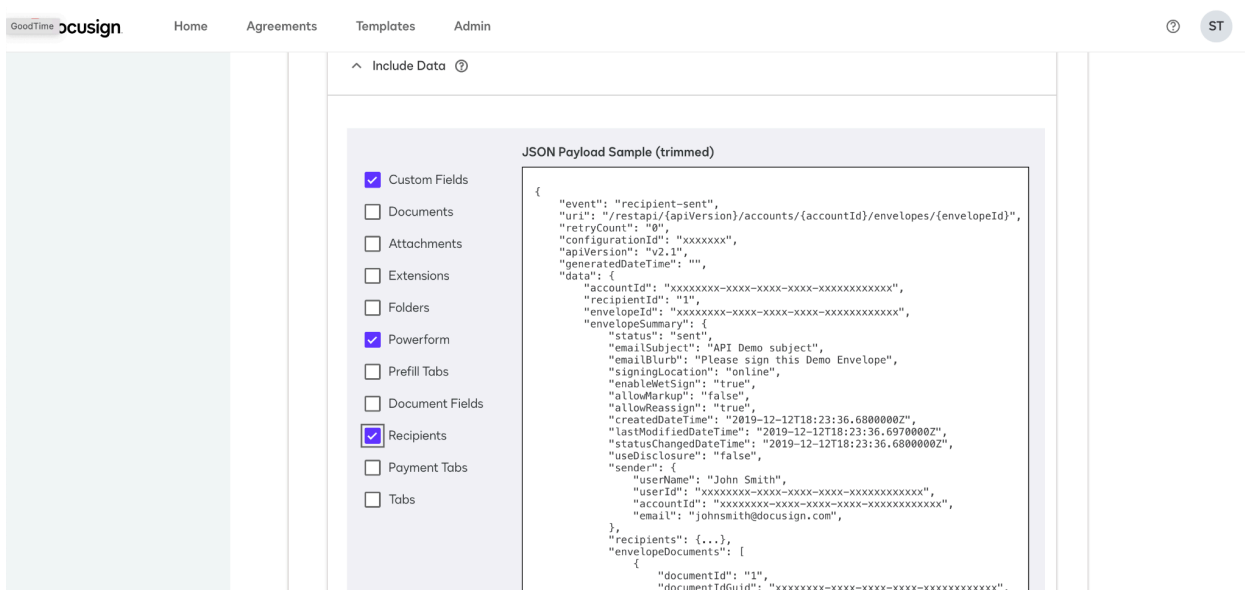 GoodTime
ocusign
Home
Agreements
Templates
Admin
ST
Include Data
JSON Payload Sample (trimmed)
Custom Fields
Documents
Attachments
Extensions
Folders
Powerform
Prefill Tabs
Document Fields
Recipients
Payment Tabs
Tabs
{
"event": "recipient-sent",
"uri": "/restapi/{apiVersion}/accounts/{accountId}/envelopes/{envelopeId}",
"retryCount": "0",
"configurationId": "xxxxxxx",
"apiVersion": "v2.1",
"generatedDateTime": "",
"data": {
"accountId": "xxxxxxxx-xxxx-xxxx-xxxx-xxxxxxxxxxxx",
"recipientId": "1",
"envelopeId": "xxxxxxxx-xxxx-xxxx-xxxx-xxxxxxxxxxxx",
"envelopeSummary": {
"status": "sent",
"emailSubject": "API Demo subject",
"emailBlurb": "Please sign this Demo Envelope",
"signingLocation": "online",
"enableWetSign": "true",
"allowMarkup": "false",
"allowReassign": "true",
"createdDateTime": "2019-12-12T18:23:36.6800000Z",
"lastModifiedDateTime": "2019-12-12T18:23:36.6970000Z",
"statusChangedDateTime": "2019-12-12T18:23:36.6800000Z",
"useDisclosure": "false",
"sender": {
"userName": "John Smith",
"userId": "xxxxxxxx-xxxx-xxxx-xxxx-xxxxxxxxxxxx",
"accountId": "xxxxxxxx-xxxx-xxxx-xxxx-xxxxxxxxxxxx",
"email": "johnsmith@docusign.com",
},
"recipients": {...},
"envelopeDocuments": [
{
"documentId": "1",
"documentIdGuid": "xxxxxxxx-xxxx-xxxx-xxxx-xxxxxxxxxxxx",